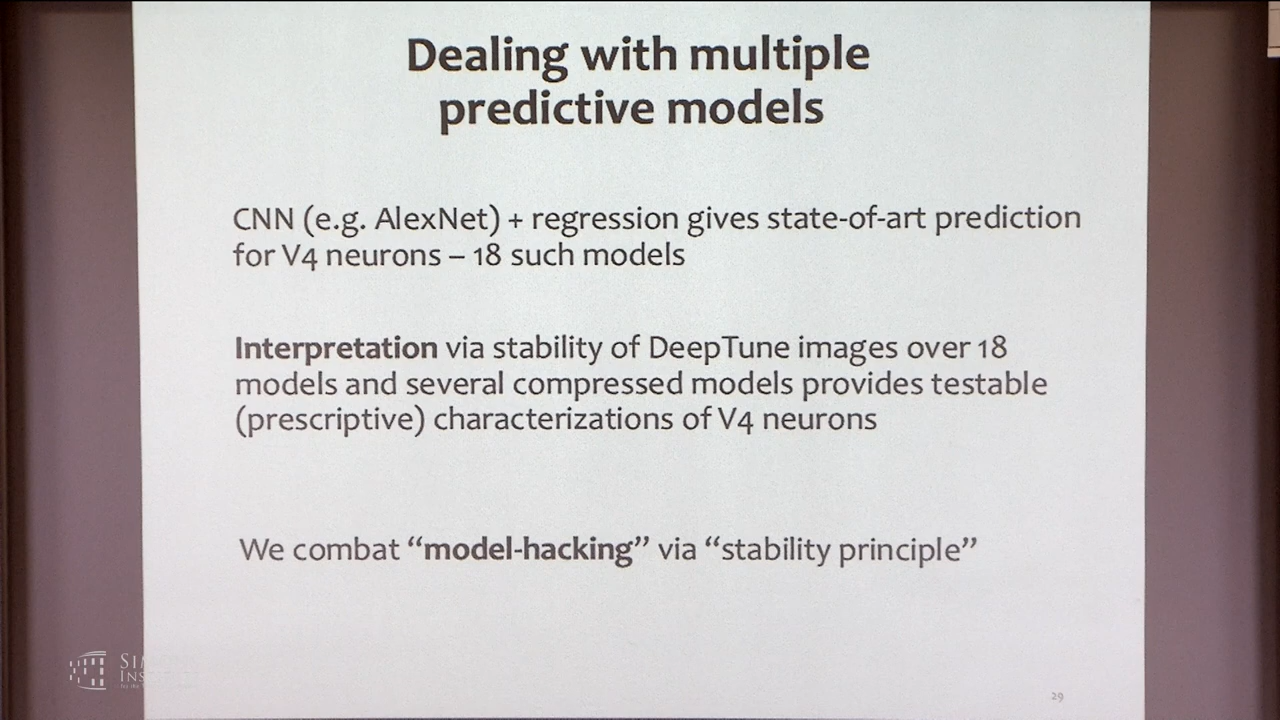 Dealing with multiple
predictive models
CNN (e.g. AlexNet) + regression gives state-of-art prediction
for V4 neurons – 18 such models
Interpretation via stability of DeepTune images over 18
models and several compressed models provides testable
(prescriptive) characterizations of V4 neurons
We combat “model-hacking” via “stability principle”
29